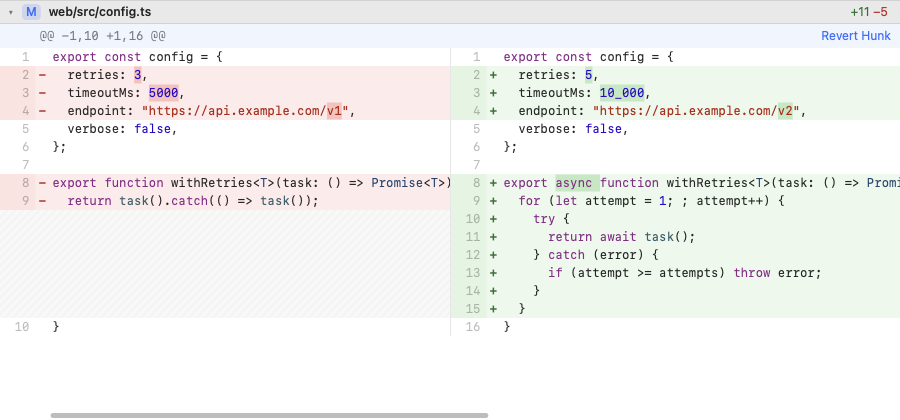 M web/src/config.ts +11 −5
@@ −1,10 +1,16 @@ Revert Hunk
1 export const config = {
2 − retries: 3,
3 − timeoutMs: 5000,
4 − endpoint: "https://api.example.com/v1",
5 verbose: false,
6 };
7
8 − export function withRetries<T>(task: () => Promise<T>)
9 − return task().catch(() => task());
10 }
1 export const config = {
2 + retries: 5,
3 + timeoutMs: 10_000,
4 + endpoint: "https://api.example.com/v2",
5 verbose: false,
6 };
7
8 + export async function withRetries<T>(task: () => Promi
9 + for (let attempt = 1; ; attempt++) {
10 + try {
11 + return await task();
12 + } catch (error) {
13 + if (attempt >= attempts) throw error;
14 + }
15 + }
16 }